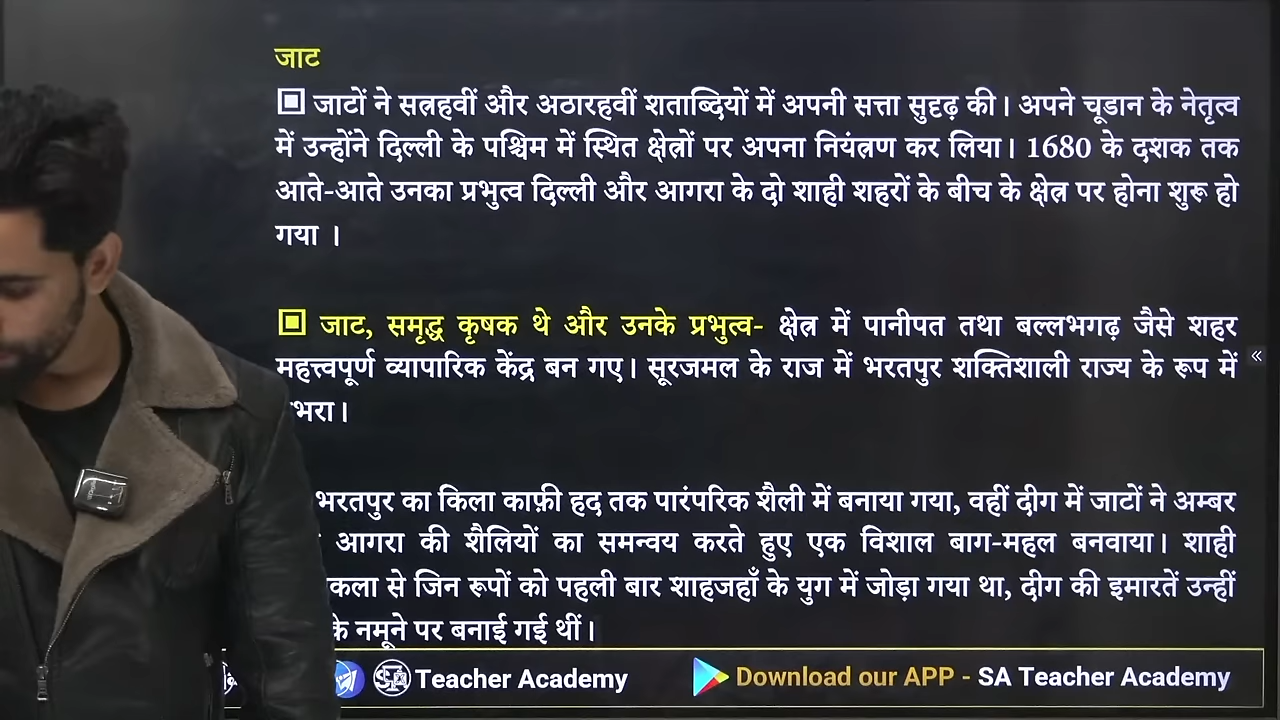 जाट
जाटों ने सत्रहवीं और अठारहवीं शताब्दियों में अपनी सत्ता सुदृढ़ की। अपने चूडान के नेतृत्व
में उन्होंने दिल्ली के पश्चिम में स्थित क्षेत्रों पर अपना नियंत्रण कर लिया। 1680 के दशक तक
आते-आते उनका प्रभुत्व दिल्ली और आगरा के दो शाही शहरों के बीच के क्षेत्र पर होना शुरू हो
गया ।
जाट, समृद्ध कृषक थे और उनके प्रभुत्व- क्षेत्र में पानीपत तथा बल्लभगढ़ जैसे शहर
महत्त्वपूर्ण व्यापारिक केंद्र बन गए। सूरजमल के राज में भरतपुर शक्तिशाली राज्य के रूप में
भरा।
भरतपुर का किला काफ़ी हद तक पारंपरिक शैली में बनाया गया, वहीं दीग में जाटों ने अम्बर
आगरा की शैलियों का समन्वय करते हुए एक विशाल बाग-महल बनवाया। शाही
कला से जिन रूपों को पहली बार शाहजहाँ के युग में जोड़ा गया था, दीग की इमारतें उन्हीं
के नमूने पर बनाई गई थीं।
Teacher Academy Download our APP - SA Teacher Academy